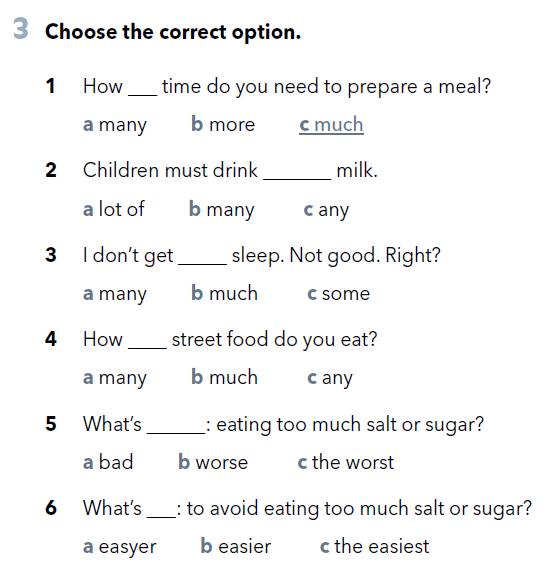 3 Choose the correct option.
1 How ___ time do you need to prepare a meal?
a many b more c much
2 Children must drink _______ milk.
a lot of b many c any
3 I don't get _____ sleep. Not good. Right?
a many b much c some
4 How ____ street food do you eat?
a many b much c any
5 What's ______: eating too much salt or sugar?
a bad b worse c the worst
6 What's ___: to avoid eating too much salt or sugar?
a easyer b easier c the easiest